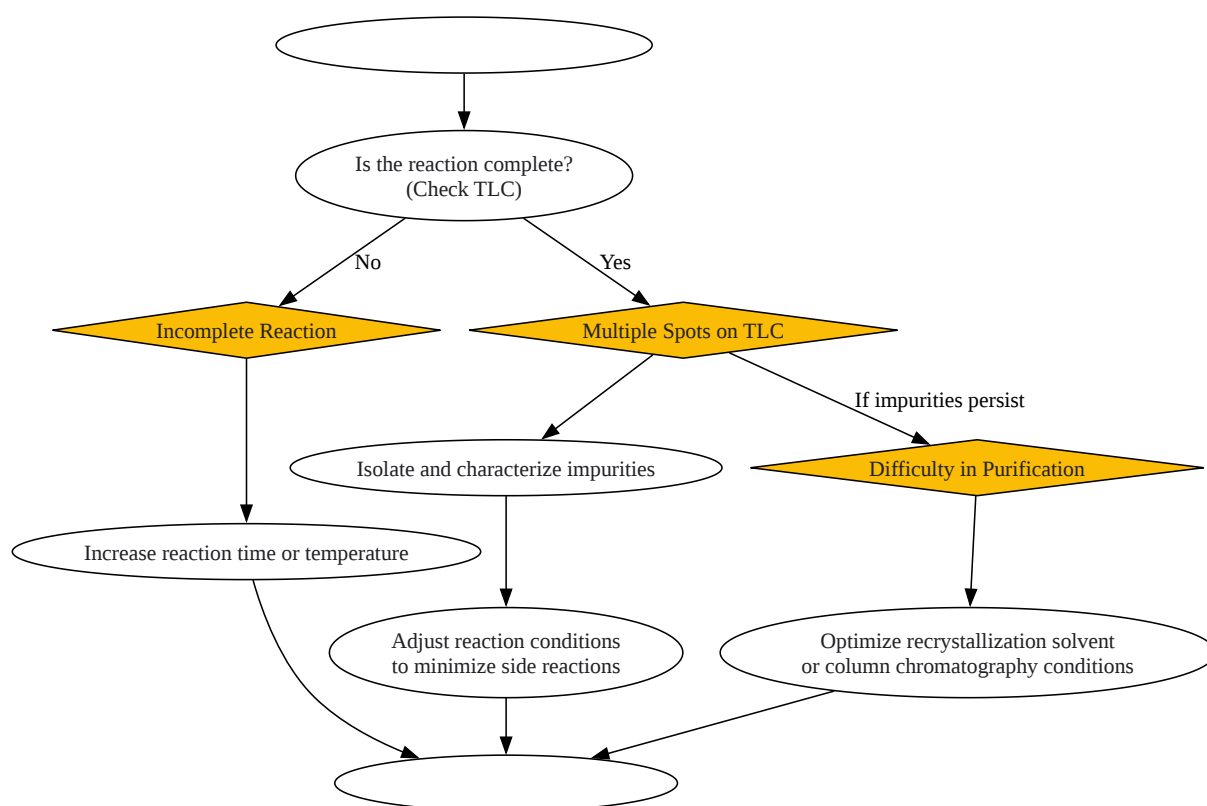 Is the reaction complete?
(Check TLC)
No
Yes
Incomplete Reaction
Multiple Spots on TLC
If impurities persist
Isolate and characterize impurities
Difficulty in Purification
Increase reaction time or temperature
Adjust reaction conditions
to minimize side reactions
Optimize recrystallization solvent
or column chromatography conditions